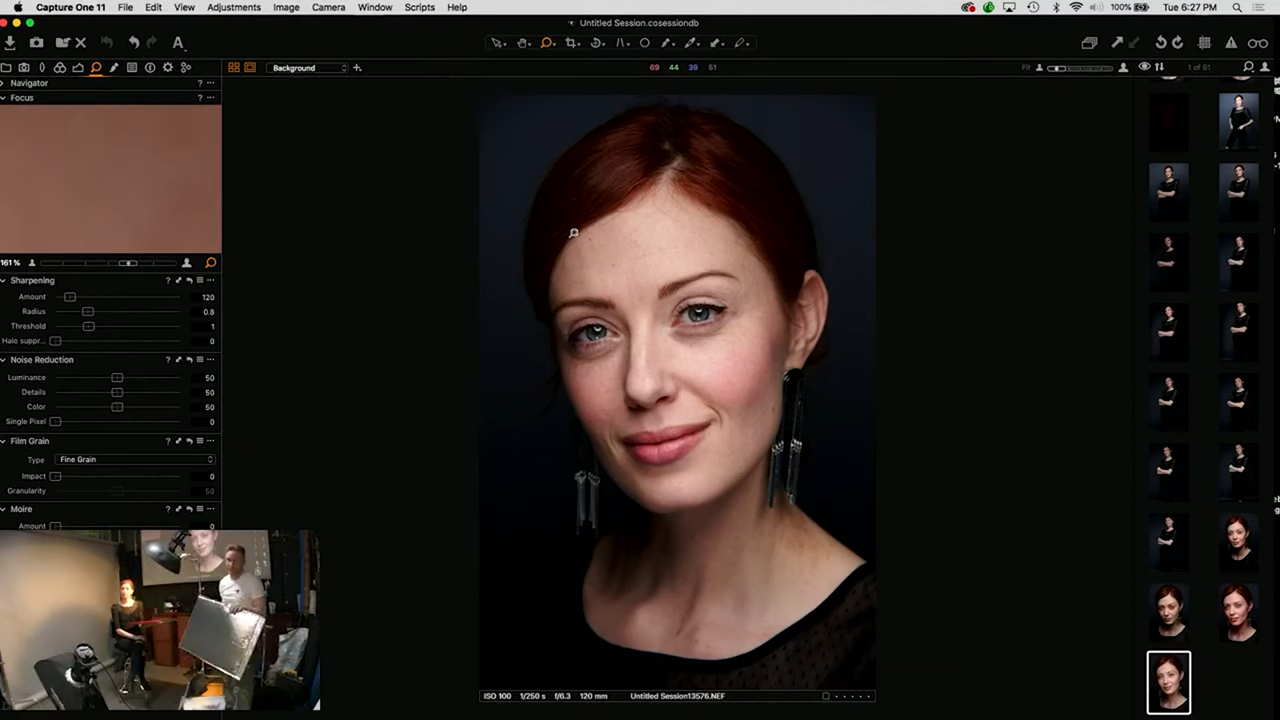 Capture One 11 File Edit View Adjustments Image Camera Window Scripts Help 100% Tue 6:27 PM
Untitled Session.cosessiondb
Background 69 44 39 51 Fit 1 of 51
Navigator ? ...
Focus ? ...
161 %
Sharpening ? ...
Amount 120
Radius 0.8
Threshold 1
Halo suppr... 0
Noise Reduction ? ...
Luminance 50
Details 50
Color 50
Single Pixel 0
Film Grain ? ...
Type Fine Grain
Impact 0
Granularity 50
Moire ? ...
Amount 0
ISO 100 1/250 s f/6.3 120 mm Untitled Session13576.NEF